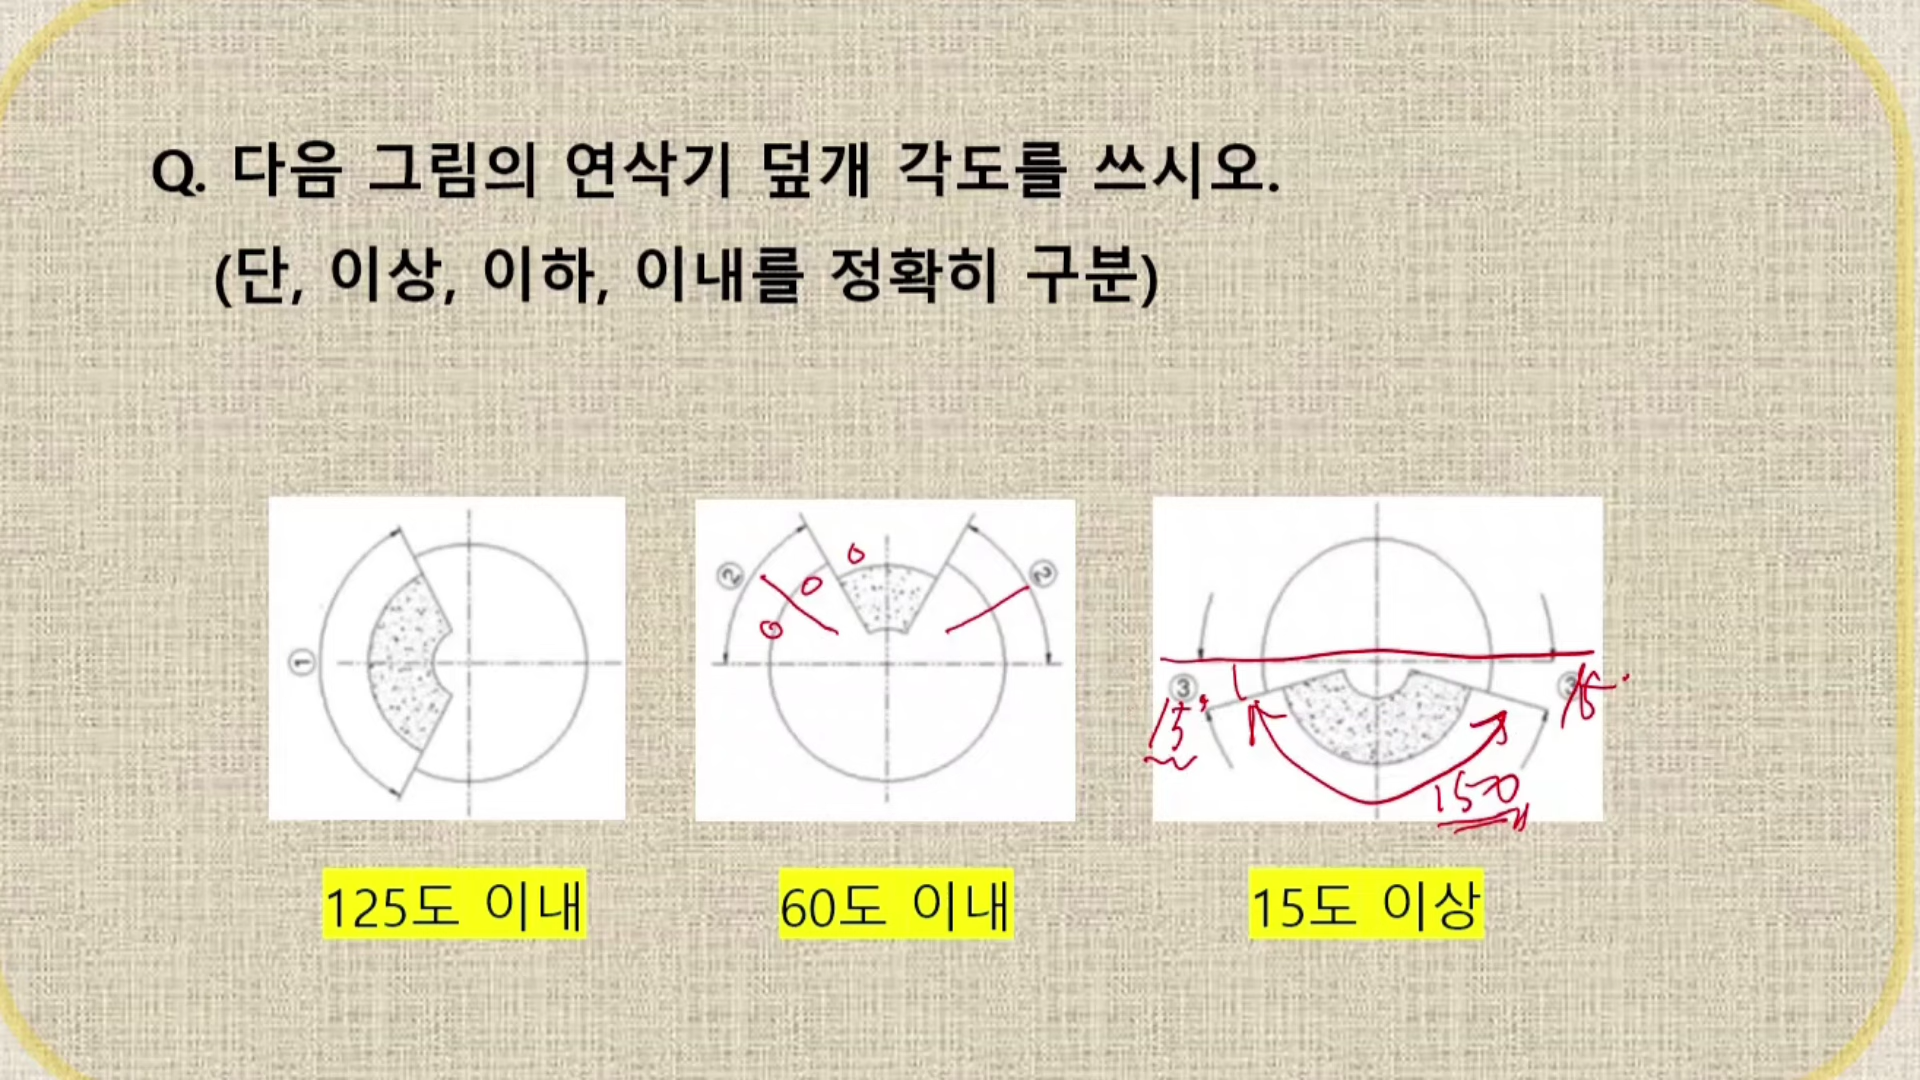 Q. 다음 그림의 연삭기 덮개 각도를 쓰시오.
(단, 이상, 이하, 이내를 정확히 구분)
①
② ②
③ ③
15° 15°
150
125도 이내
60도 이내
15도 이상